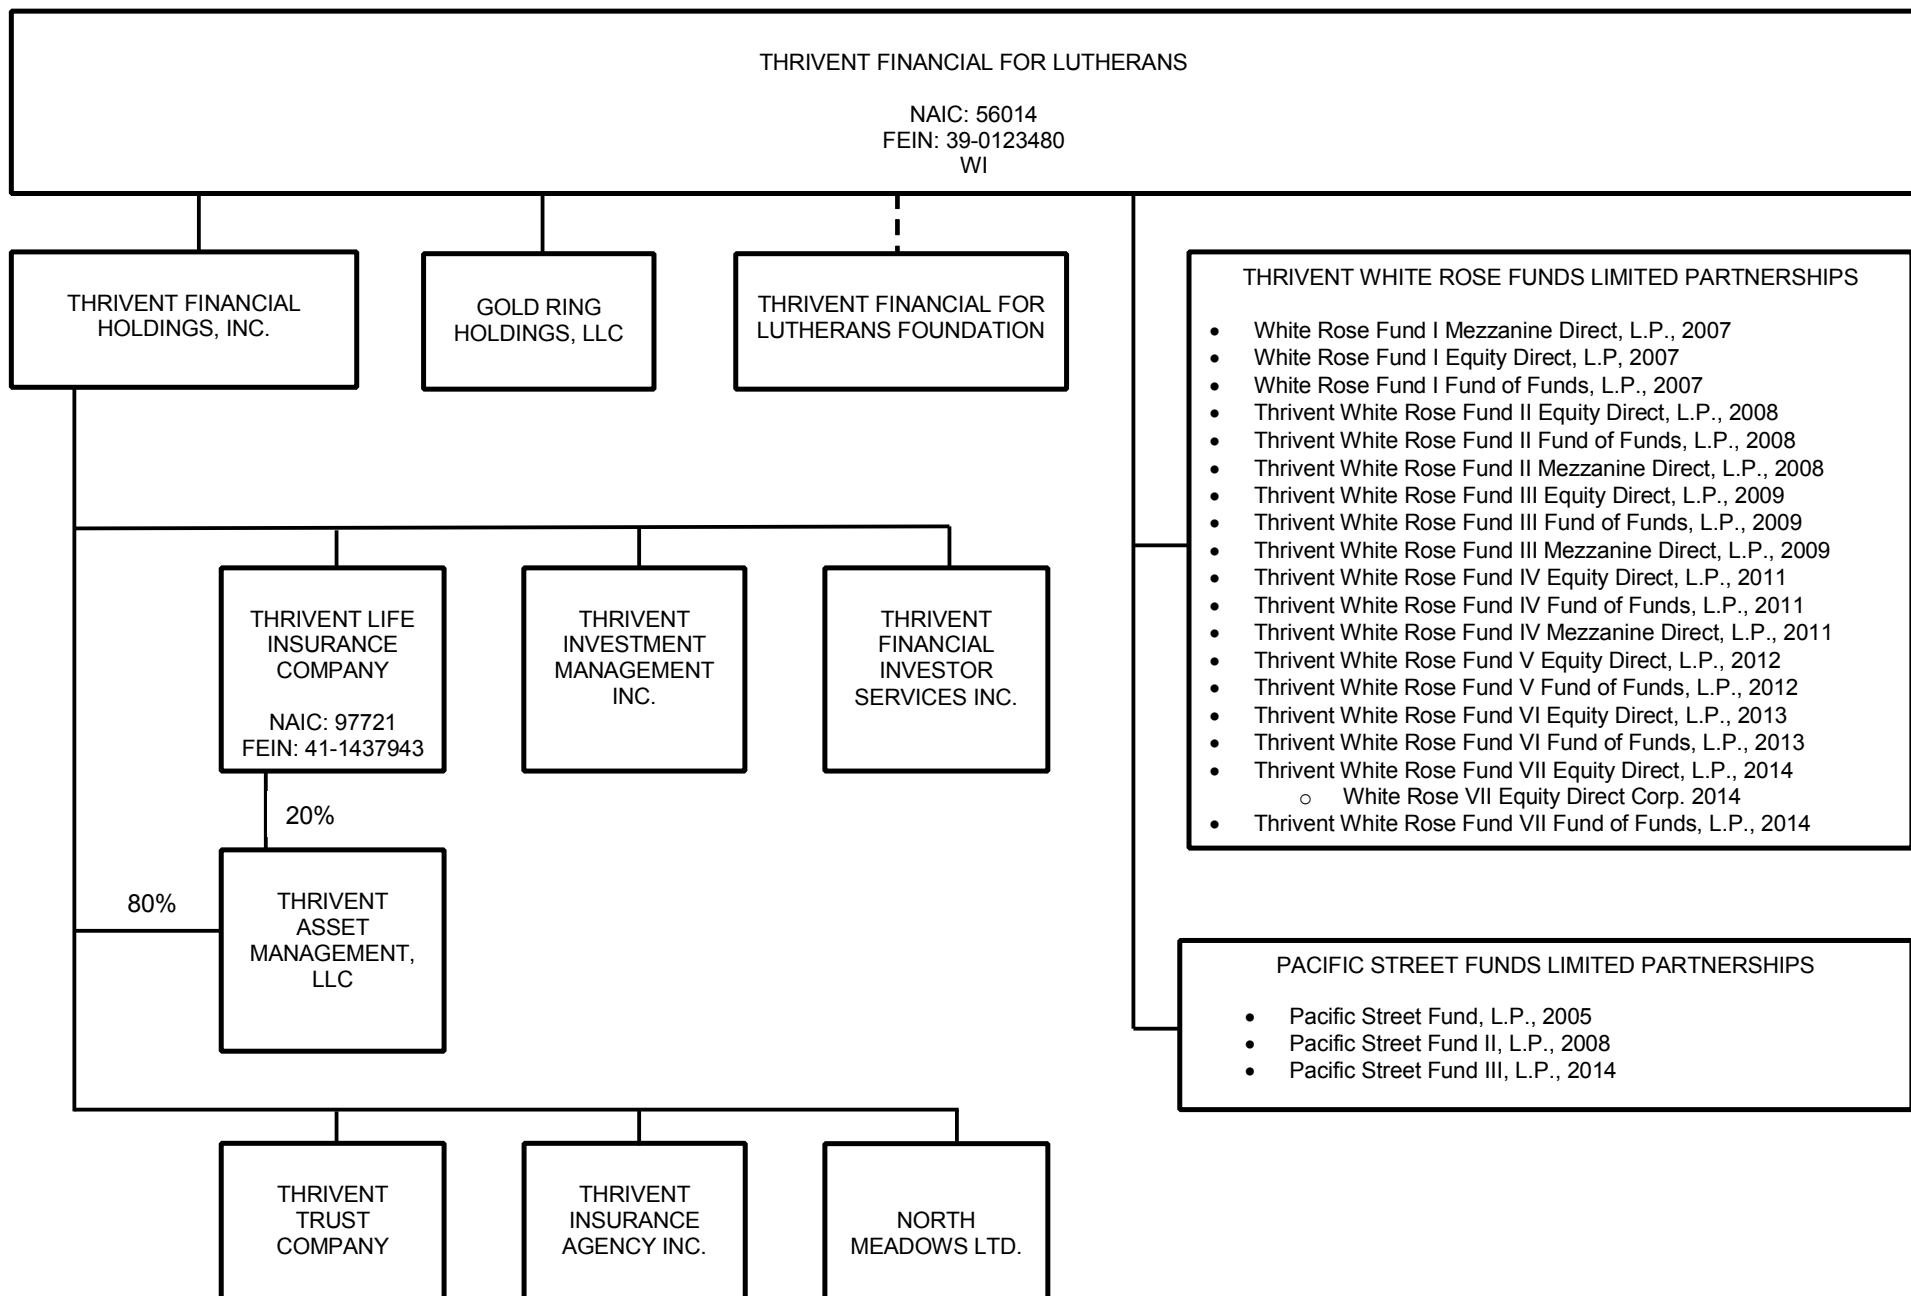 THRIVENT FINANCIAL FOR LUTHERANS
NAIC: 56014
FEIN: 39-0123480
WI
THRIVENT FINANCIAL
HOLDINGS, INC.
GOLD RING
HOLDINGS, LLC
THRIVENT FINANCIAL FOR
LUTHERANS FOUNDATION
THRIVENT WHITE ROSE FUNDS LIMITED PARTNERSHIPS
• White Rose Fund I Mezzanine Direct, L.P., 2007
• White Rose Fund I Equity Direct, L.P, 2007
• White Rose Fund I Fund of Funds, L.P., 2007
• Thrivent White Rose Fund II Equity Direct, L.P., 2008
• Thrivent White Rose Fund II Fund of Funds, L.P., 2008
• Thrivent White Rose Fund II Mezzanine Direct, L.P., 2008
• Thrivent White Rose Fund III Equity Direct, L.P., 2009
• Thrivent White Rose Fund III Fund of Funds, L.P., 2009
• Thrivent White Rose Fund III Mezzanine Direct, L.P., 2009
• Thrivent White Rose Fund IV Equity Direct, L.P., 2011
• Thrivent White Rose Fund IV Fund of Funds, L.P., 2011
• Thrivent White Rose Fund IV Mezzanine Direct, L.P., 2011
• Thrivent White Rose Fund V Equity Direct, L.P., 2012
• Thrivent White Rose Fund V Fund of Funds, L.P., 2012
• Thrivent White Rose Fund VI Equity Direct, L.P., 2013
• Thrivent White Rose Fund VI Fund of Funds, L.P., 2013
• Thrivent White Rose Fund VII Equity Direct, L.P., 2014
o White Rose VII Equity Direct Corp. 2014
• Thrivent White Rose Fund VII Fund of Funds, L.P., 2014
THRIVENT LIFE
INSURANCE
COMPANY
NAIC: 97721
FEIN: 41-1437943
THRIVENT
INVESTMENT
MANAGEMENT
INC.
THRIVENT
FINANCIAL
INVESTOR
SERVICES INC.
20%
80%
THRIVENT
ASSET
MANAGEMENT,
LLC
PACIFIC STREET FUNDS LIMITED PARTNERSHIPS
• Pacific Street Fund, L.P., 2005
• Pacific Street Fund II, L.P., 2008
• Pacific Street Fund III, L.P., 2014
THRIVENT
TRUST
COMPANY
THRIVENT
INSURANCE
AGENCY INC.
NORTH
MEADOWS LTD.